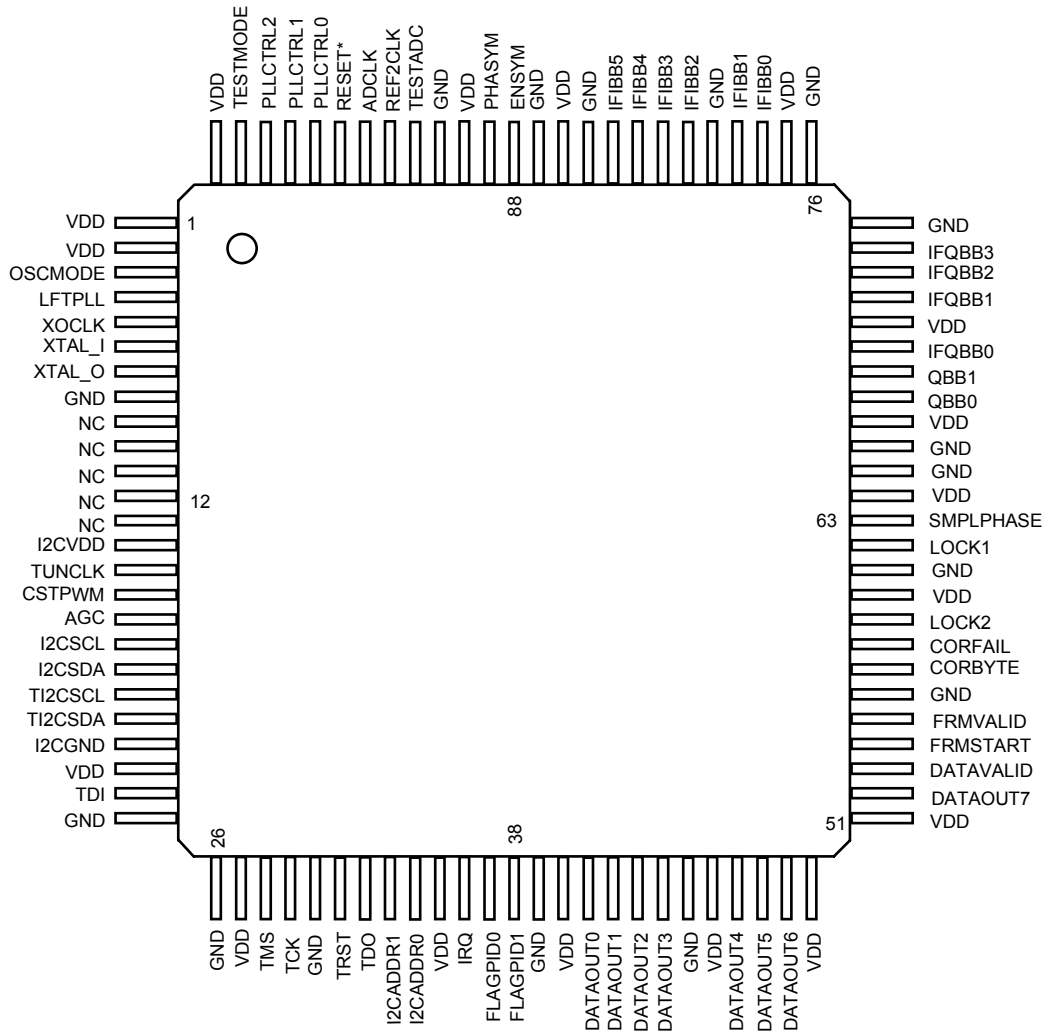 VDD
TESTMODE
PLLCTRL2
PLLCTRL1
PLLCTRL0
RESET*
ADCLK
REF2CLK
TESTADC
GND
VDD
PHASYM
ENSYM
GND
VDD
GND
IFIBB5
IFIBB4
IFIBB3
IFIBB2
GND
IFIBB1
IFIBB0
VDD
GND
88
76
1
12
63
26
38
51
VDD
VDD
OSCMODE
LFTPLL
XOCLK
XTAL_I
XTAL_O
GND
NC
NC
NC
NC
NC
I2CVDD
TUNCLK
CSTPWM
AGC
I2CSCL
I2CSDA
TI2CSCL
TI2CSDA
I2CGND
VDD
TDI
GND
GND
IFQBB3
IFQBB2
IFQBB1
VDD
IFQBB0
QBB1
QBB0
VDD
GND
GND
VDD
SMPLPHASE
LOCK1
GND
VDD
LOCK2
CORFAIL
CORBYTE
GND
FRMVALID
FRMSTART
DATAVALID
DATAOUT7
VDD
GND
VDD
TMS
TCK
GND
TRST
TDO
I2CADDR1
I2CADDR0
VDD
IRQ
FLAGPID0
FLAGPID1
GND
VDD
DATAOUT0
DATAOUT1
DATAOUT2
DATAOUT3
GND
VDD
DATAOUT4
DATAOUT5
DATAOUT6
VDD